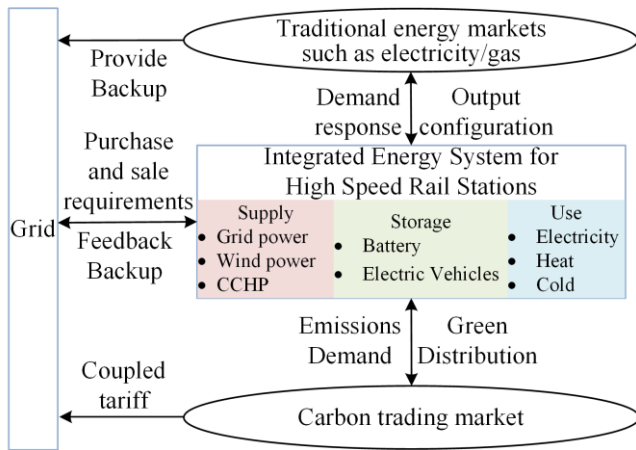 Traditional energy markets
such as electricity/gas
Provide
Backup
Demand
response
Output
configuration
Purchase
and sale
requirements
Grid
Feedback
Backup
Integrated Energy System for
High Speed Rail Stations
Supply
• Grid power
• Wind power
• CCHP
Storage
• Battery
• Electric Vehicles
Use
• Electricity
• Heat
• Cold
Emissions
Demand
Green
Distribution
Coupled
tariff
Carbon trading market